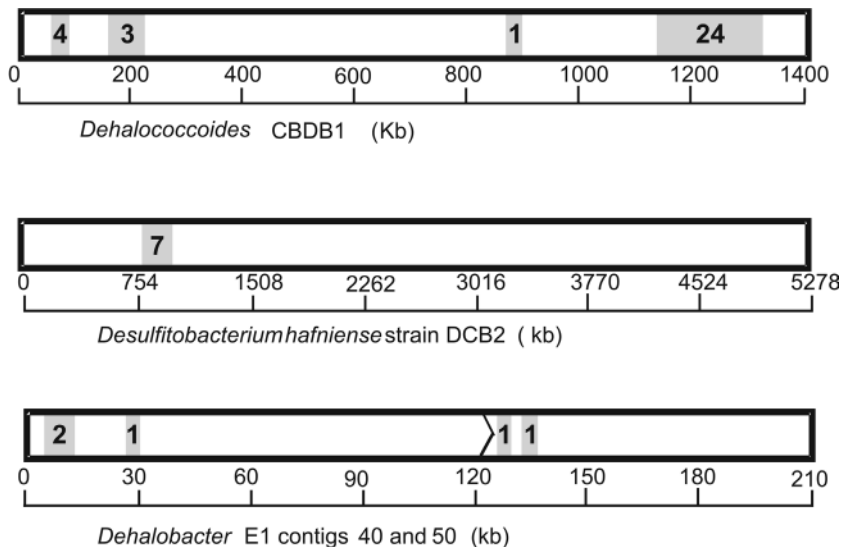 4 3 1 24
0 200 400 600 800 1000 1200 1400
Dehalococcoides CBDB1 (Kb)
7
0 754 1508 2262 3016 3770 4524 5278
Desulfitobacterium hafniense strain DCB2 ( kb)
2 1 1 1
0 30 60 90 120 150 180 210
Dehalobacter E1 contigs 40 and 50 (kb)